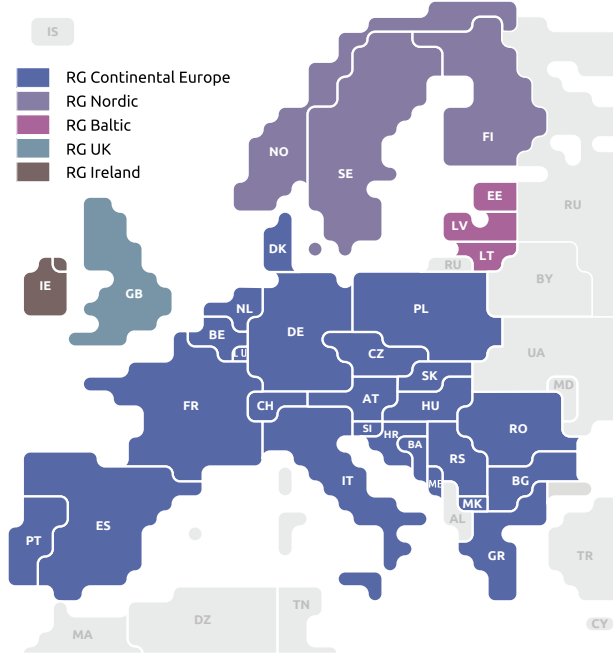 IS
RG Continental Europe
RG Nordic
RG Baltic
RG UK
RG Ireland
NO
SE
FI
EE
RU
LV
LT
DK
RU
BY
IE
GB
NL
PL
DE
BE
LU
CZ
UA
SK
MD
FR
CH
AT
HU
SI
HR
RO
BA
RS
IT
ME
BG
MK
AL
ES
PT
GR
TR
TN
DZ
MA
CY